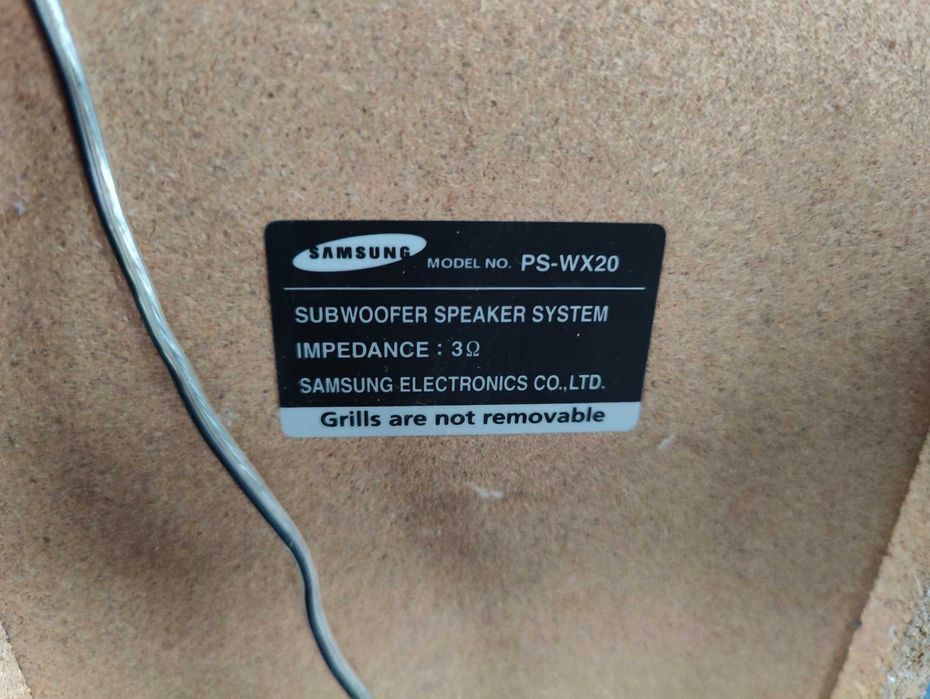 SAMSUNG MODEL NO. PS-WX20
SUBWOOFER SPEAKER SYSTEM
IMPEDANCE : 3Ω
SAMSUNG ELECTRONICS CO.,LTD.
Grills are not removable